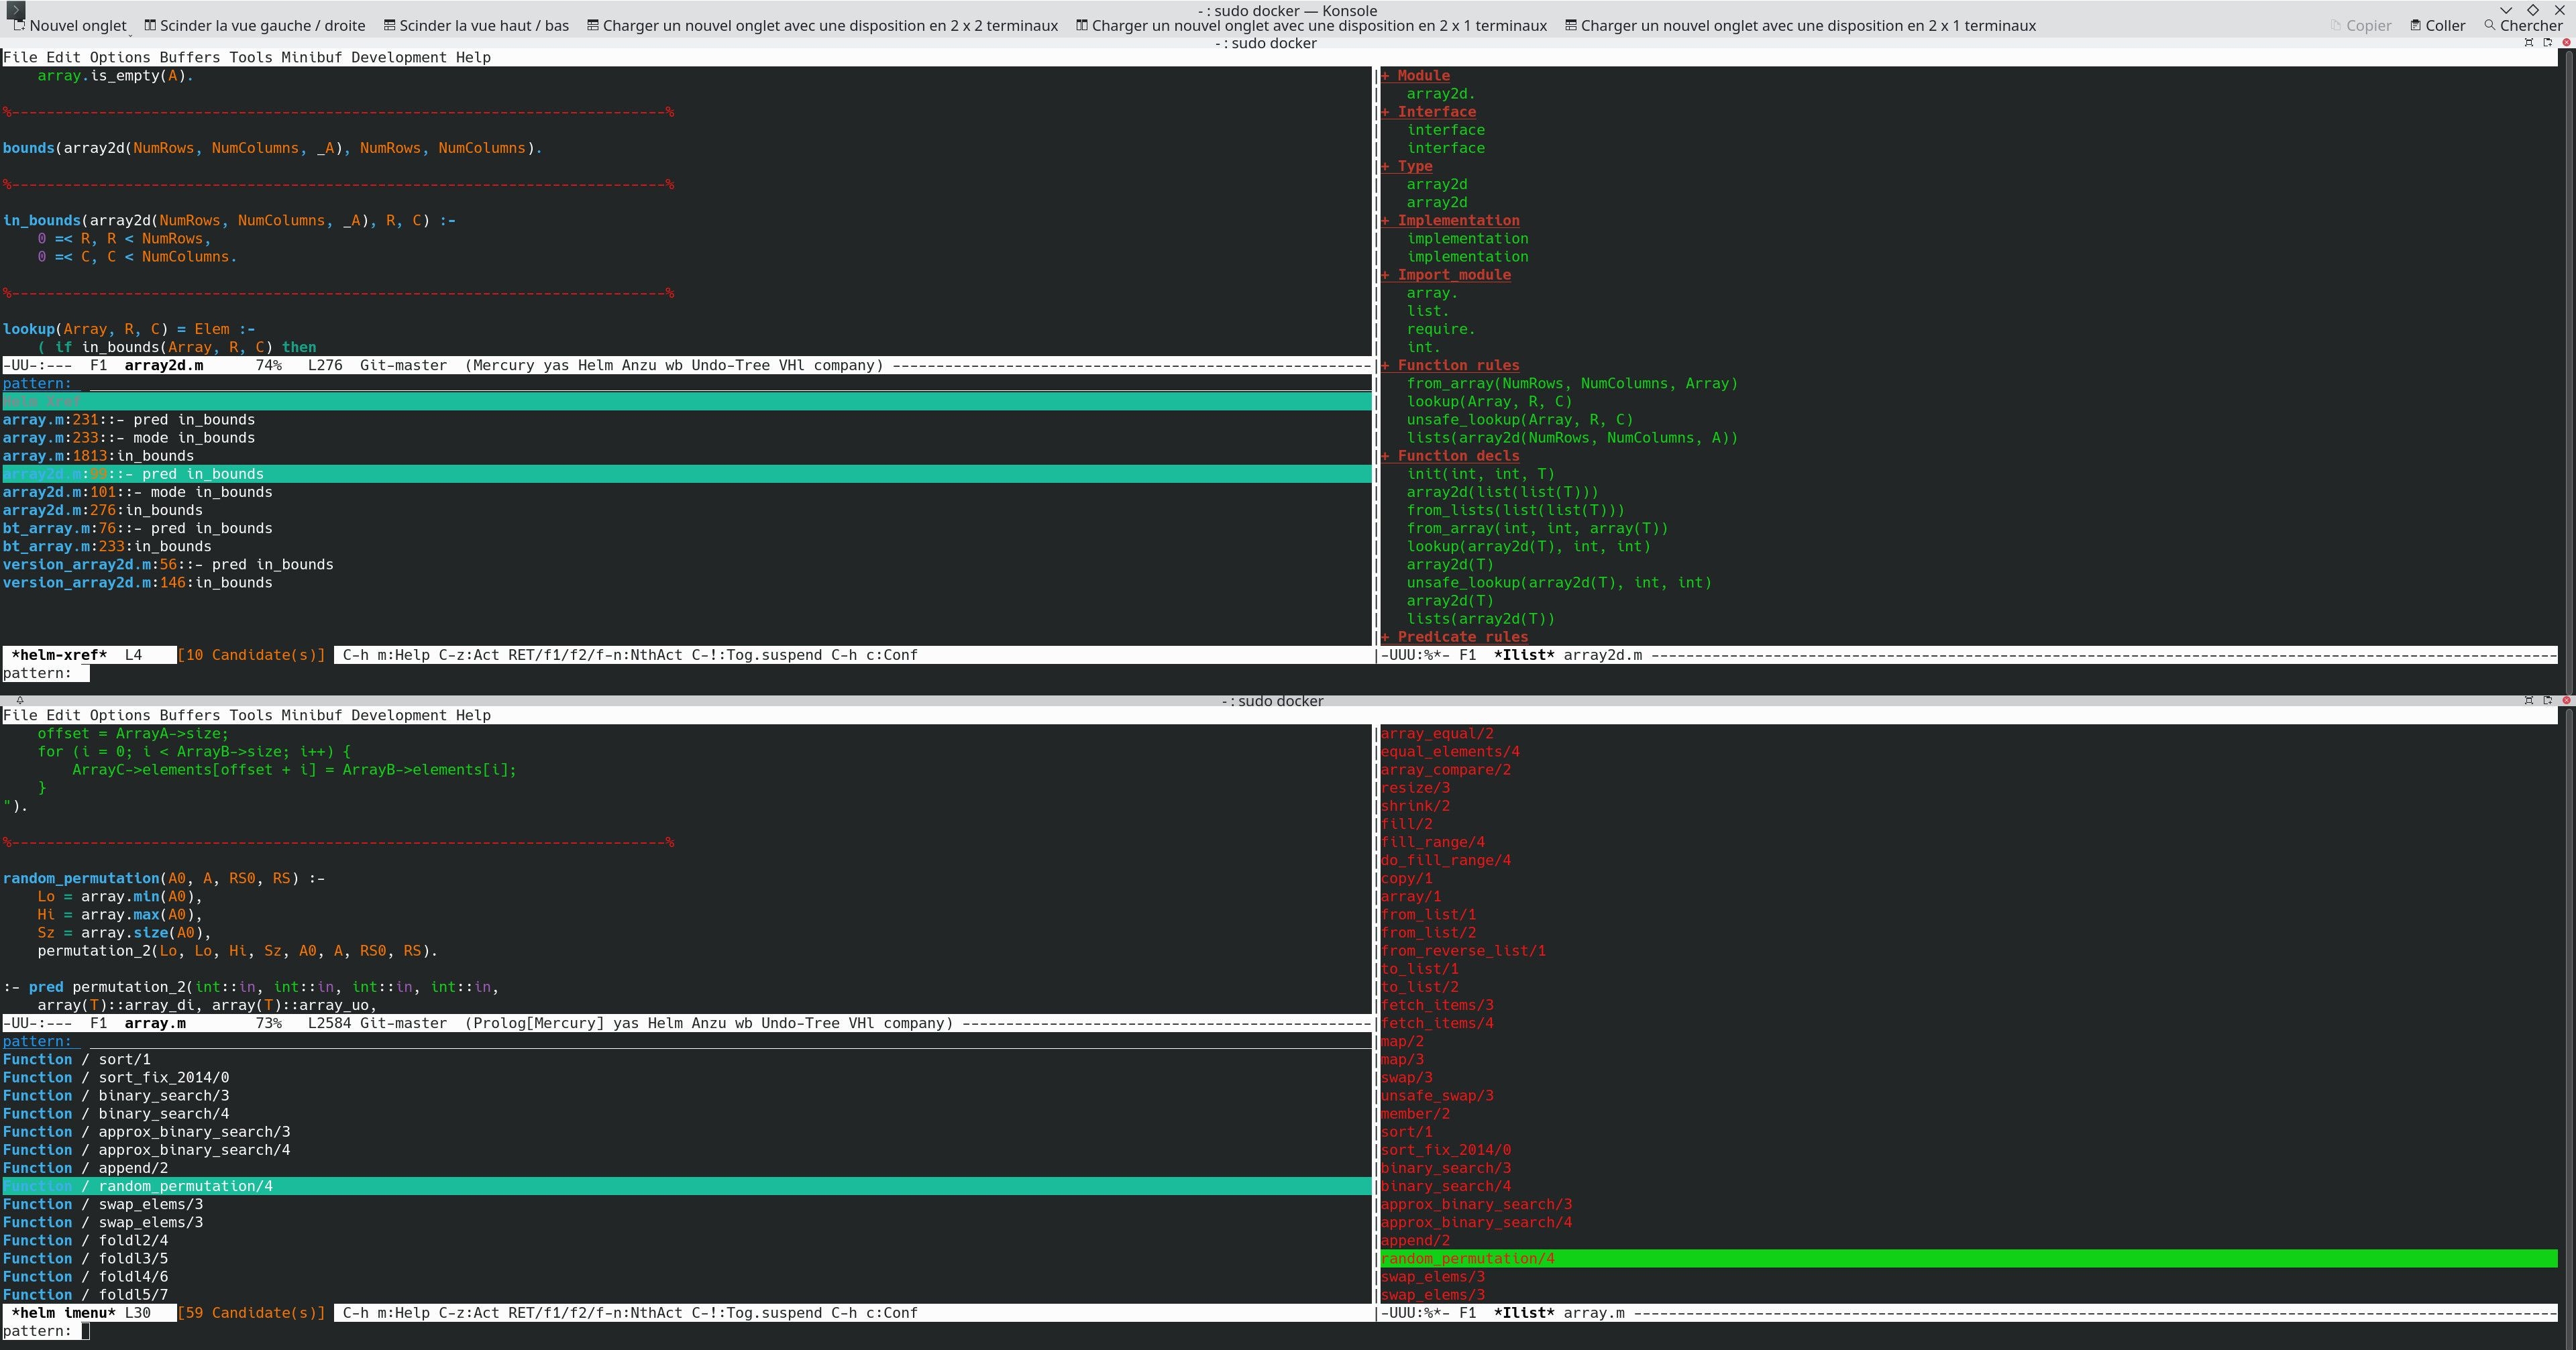 - : sudo docker — Konsole
Nouvel onglet Scinder la vue gauche / droite Scinder la vue haut / bas Charger un nouvel onglet avec une disposition en 2 x 2 terminaux Charger un nouvel onglet avec une disposition en 2 x 1 terminaux Charger un nouvel onglet avec une disposition en 2 x 1 terminaux Copier Coller Chercher
- : sudo docker
File Edit Options Buffers Tools Minibuf Development Help
array.is_empty(A).
%---------------------------------------------------------------------------%
bounds(array2d(NumRows, NumColumns, _A), NumRows, NumColumns).
%---------------------------------------------------------------------------%
in_bounds(array2d(NumRows, NumColumns, _A), R, C) :-
0 =< R, R < NumRows,
0 =< C, C < NumColumns.
%---------------------------------------------------------------------------%
lookup(Array, R, C) = Elem :-
( if in_bounds(Array, R, C) then
-UU-:--- F1 array2d.m 74% L276 Git-master (Mercury yas Helm Anzu wb Undo-Tree VHl company) -------------------------------------------------------
pattern:
Helm Xref
array.m:231::- pred in_bounds
array.m:233::- mode in_bounds
array.m:1813:in_bounds
array2d.m:99::- pred in_bounds
array2d.m:101::- mode in_bounds
array2d.m:276:in_bounds
bt_array.m:76::- pred in_bounds
bt_array.m:233:in_bounds
version_array2d.m:56::- pred in_bounds
version_array2d.m:146:in_bounds
*helm-xref* L4 [10 Candidate(s)] C-h m:Help C-z:Act RET/f1/f2/f-n:NthAct C-!:Tog.suspend C-h c:Conf
pattern:
+ Module
array2d.
+ Interface
interface
interface
+ Type
array2d
array2d
+ Implementation
implementation
implementation
+ Import_module
array.
list.
require.
int.
+ Function rules
from_array(NumRows, NumColumns, Array)
lookup(Array, R, C)
unsafe_lookup(Array, R, C)
lists(array2d(NumRows, NumColumns, A))
+ Function decls
init(int, int, T)
array2d(list(list(T)))
from_lists(list(list(T)))
from_array(int, int, array(T))
lookup(array2d(T), int, int)
array2d(T)
unsafe_lookup(array2d(T), int, int)
array2d(T)
lists(array2d(T))
+ Predicate rules
-UUU:%*- F1 *Ilist* array2d.m --------------------------------------------------------------------------------------------------------
- : sudo docker
File Edit Options Buffers Tools Minibuf Development Help
offset = ArrayA->size;
for (i = 0; i < ArrayB->size; i++) {
ArrayC->elements[offset + i] = ArrayB->elements[i];
}
").
%---------------------------------------------------------------------------%
random_permutation(A0, A, RS0, RS) :-
Lo = array.min(A0),
Hi = array.max(A0),
Sz = array.size(A0),
permutation_2(Lo, Lo, Hi, Sz, A0, A, RS0, RS).
:- pred permutation_2(int::in, int::in, int::in, int::in,
array(T)::array_di, array(T)::array_uo,
-UU-:--- F1 array.m 73% L2584 Git-master (Prolog[Mercury] yas Helm Anzu wb Undo-Tree VHl company) -----------------------------------------------
pattern:
Function / sort/1
Function / sort_fix_2014/0
Function / binary_search/3
Function / binary_search/4
Function / approx_binary_search/3
Function / approx_binary_search/4
Function / append/2
Function / random_permutation/4
Function / swap_elems/3
Function / swap_elems/3
Function / foldl2/4
Function / foldl3/5
Function / foldl4/6
Function / foldl5/7
*helm imenu* L30 [59 Candidate(s)] C-h m:Help C-z:Act RET/f1/f2/f-n:NthAct C-!:Tog.suspend C-h c:Conf
pattern:
array_equal/2
equal_elements/4
array_compare/2
resize/3
shrink/2
fill/2
fill_range/4
do_fill_range/4
copy/1
array/1
from_list/1
from_list/2
from_reverse_list/1
to_list/1
to_list/2
fetch_items/3
fetch_items/4
map/2
map/3
swap/3
unsafe_swap/3
member/2
sort/1
sort_fix_2014/0
binary_search/3
binary_search/4
approx_binary_search/3
approx_binary_search/4
append/2
random_permutation/4
swap_elems/3
swap_elems/3
-UUU:%*- F1 *Ilist* array.m ----------------------------------------------------------------------------------------------------------